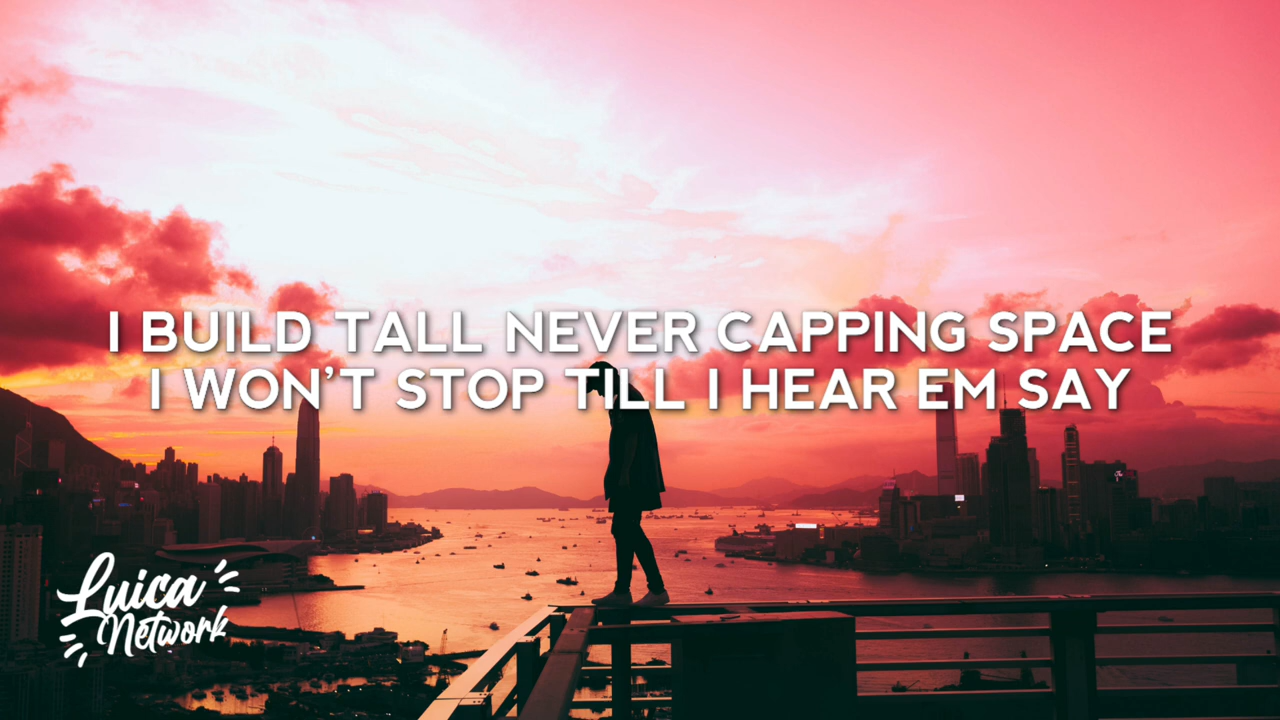 I BUILD TALL NEVER CAPPING SPACE
I WON'T STOP TILL I HEAR EM SAY
Luica
Network